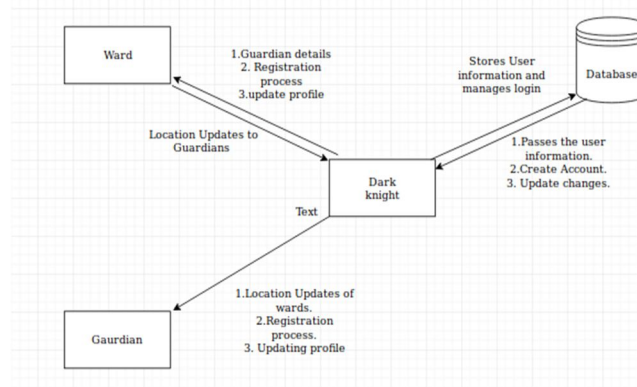 Ward
1.Guardian details
2. Registration
process
3.update profile
Stores User
information and
manages login
Database
Location Updates to
Guardians
1.Passes the user
information.
2.Create Account.
3. Update changes.
Dark
knight
Text
1.Location Updates of
wards.
2.Registration
process.
3. Updating profile
Gaurdian